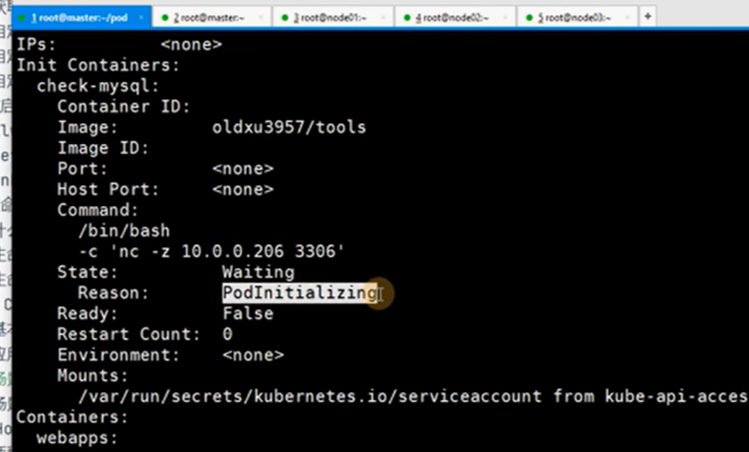 1 root@master:~/pod
2 root@master:~
3 root@node01:~
4 root@node02:~
5 root@node03:~
+
IPs: <none>
Init Containers:
check-mysql:
Container ID:
Image: oldxu3957/tools
Image ID:
Port: <none>
Host Port: <none>
Command:
/bin/bash
-c 'nc -z 10.0.0.206 3306'
State: Waiting
Reason: PodInitializing
Ready: False
Restart Count: 0
Environment: <none>
Mounts:
/var/run/secrets/kubernetes.io/serviceaccount from kube-api-acces
Containers:
webapps: